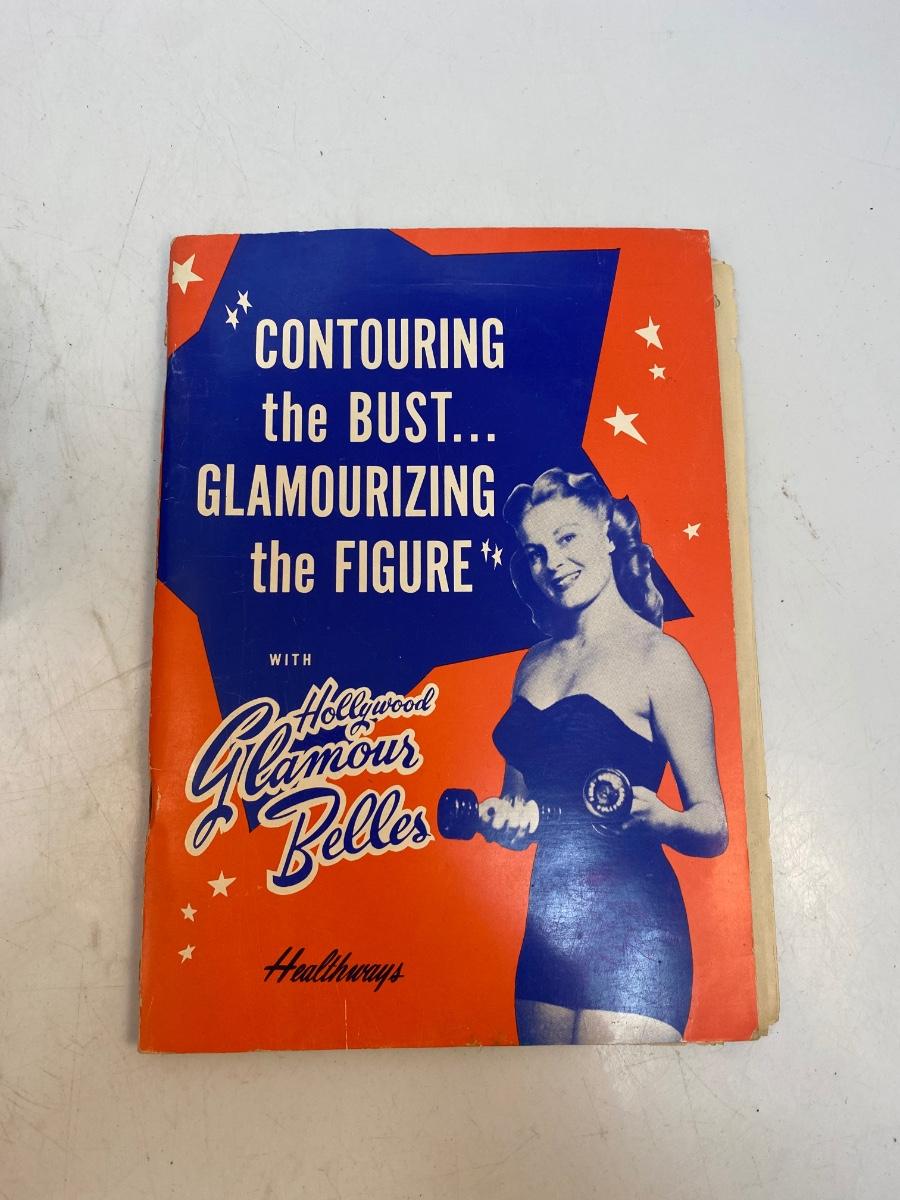 CONTOURING
the BUST...
GLAMOURIZING
the FIGURE
WITH
Hollywood
Glamour
Belles
Healthways